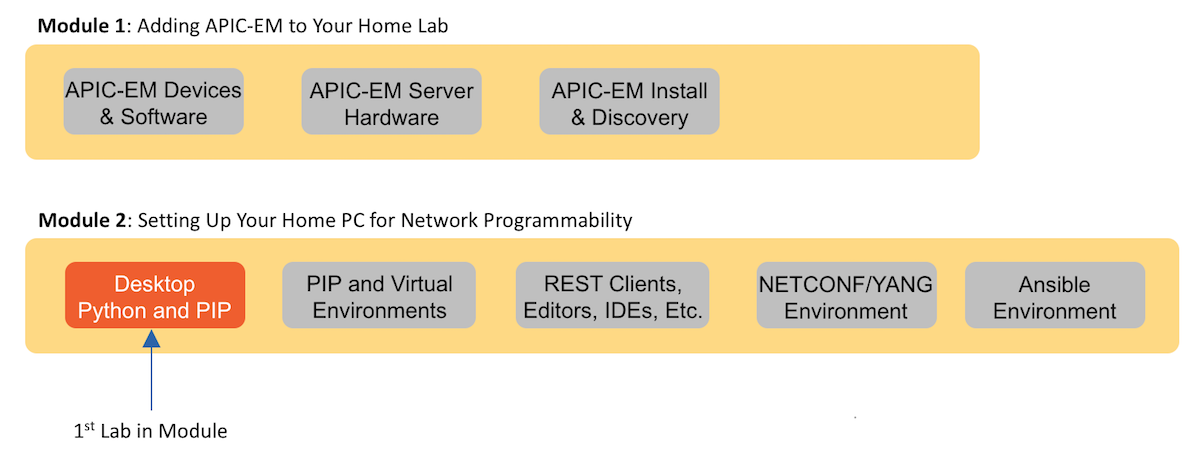 Module 1: Adding APIC-EM to Your Home Lab
APIC-EM Devices
& Software
APIC-EM Server
Hardware
APIC-EM Install
& Discovery
Module 2: Setting Up Your Home PC for Network Programmability
Desktop
Python and PIP
PIP and Virtual
Environments
REST Clients,
Editors, IDEs, Etc.
NETCONF/YANG
Environment
Ansible
Environment
1st Lab in Module